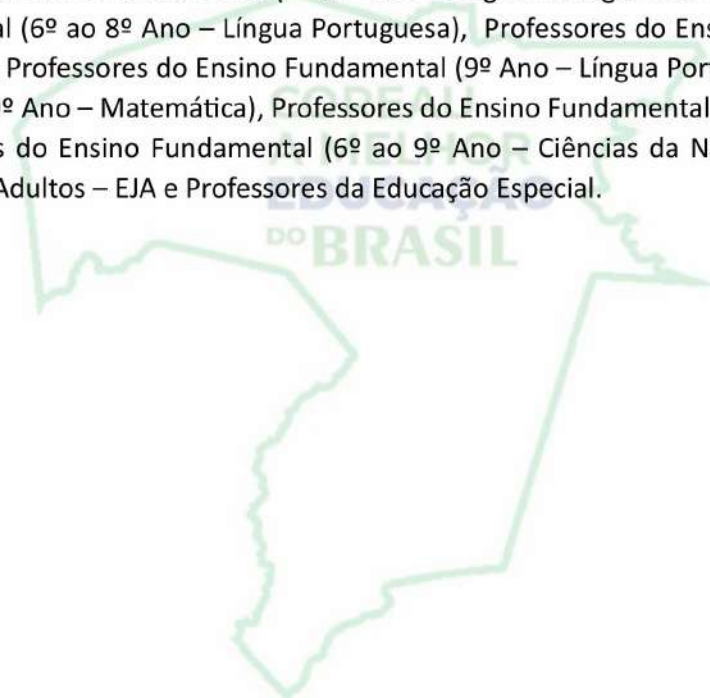 al (6º ao 8º Ano – Língua Portuguesa), Professores do Ens
Professores do Ensino Fundamental (9º Ano – Língua Por
º Ano – Matemática), Professores do Ensino Fundamental
s do Ensino Fundamental (6º ao 9º Ano – Ciências da N
Adultos – EJA e Professores da Educação Especial.
COREAÚ
A MELHOR
EDUCAÇÃO
DO BRASIL